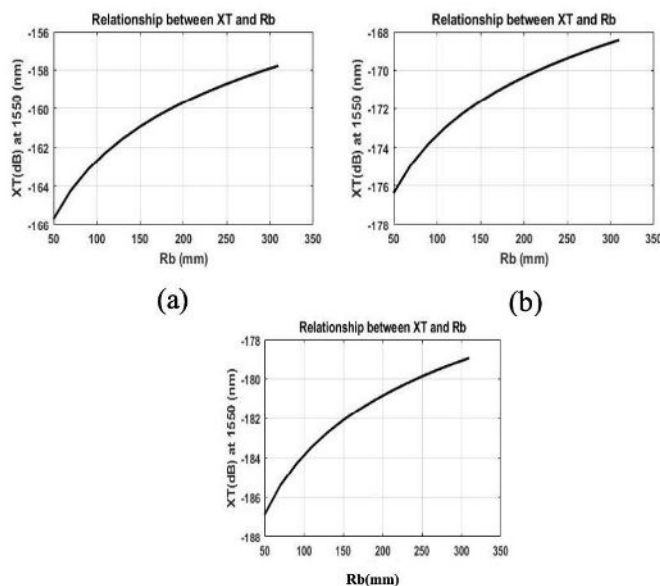 Relationship between XT and Rb
XT(dB) at 1550 (nm)
-156
-158
-160
-162
-164
-166
50 100 150 200 250 300 350
Rb (mm)
(a)
Relationship between XT and Rb
XT(dB) at 1550 (nm)
-168
-170
-172
-174
-176
-178
50 100 150 200 250 300 350
Rb (mm)
(b)
Relationship between XT and Rb
XT(dB) at 1550 (nm)
-178
-180
-182
-184
-186
-188
50 100 150 200 250 300 350
Rb(mm)